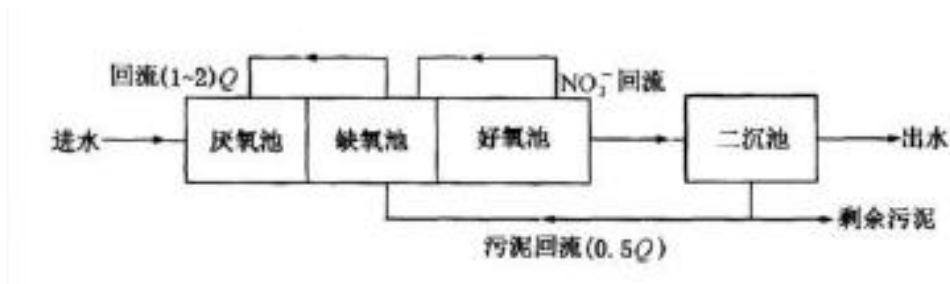 回流(1~2)Q
NO₃⁻回流
进水
厌氧池
缺氧池
好氧池
二沉池
出水
剩余污泥
污泥回流(0.5Q)